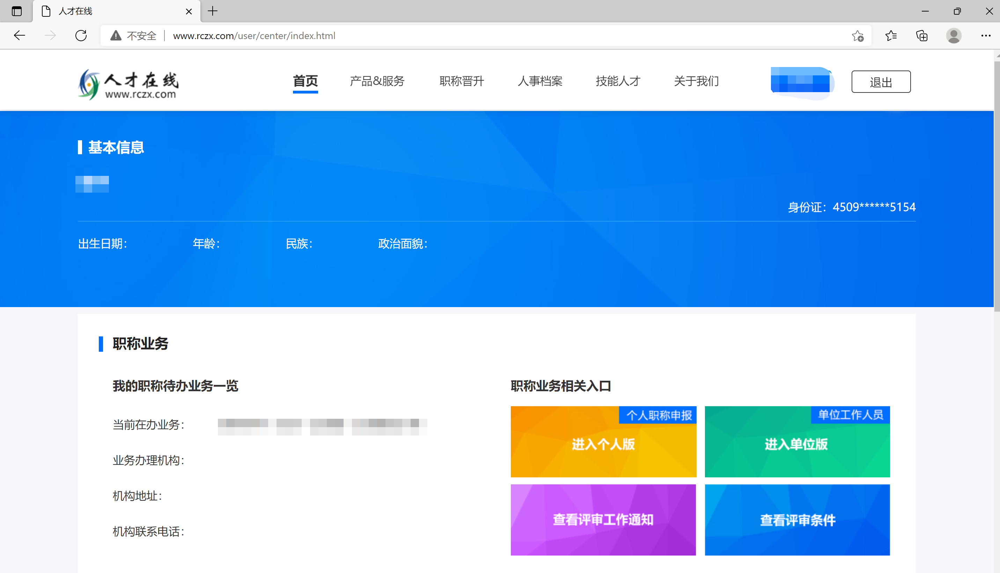 人才在线
不安全 www.rczx.com/user/center/index.html
人才在线
www.rczx.com
首页 产品&服务 职称晋升 人事档案 技能人才 关于我们 退出
基本信息
身份证：4509******5154
出生日期： 年龄： 民族： 政治面貌：
职称业务
我的职称待办业务一览
职称业务相关入口
当前在办业务：
业务办理机构：
机构地址：
机构联系电话：
个人职称申报
进入个人版
单位工作人员
进入单位版
查看评审工作通知
查看评审条件